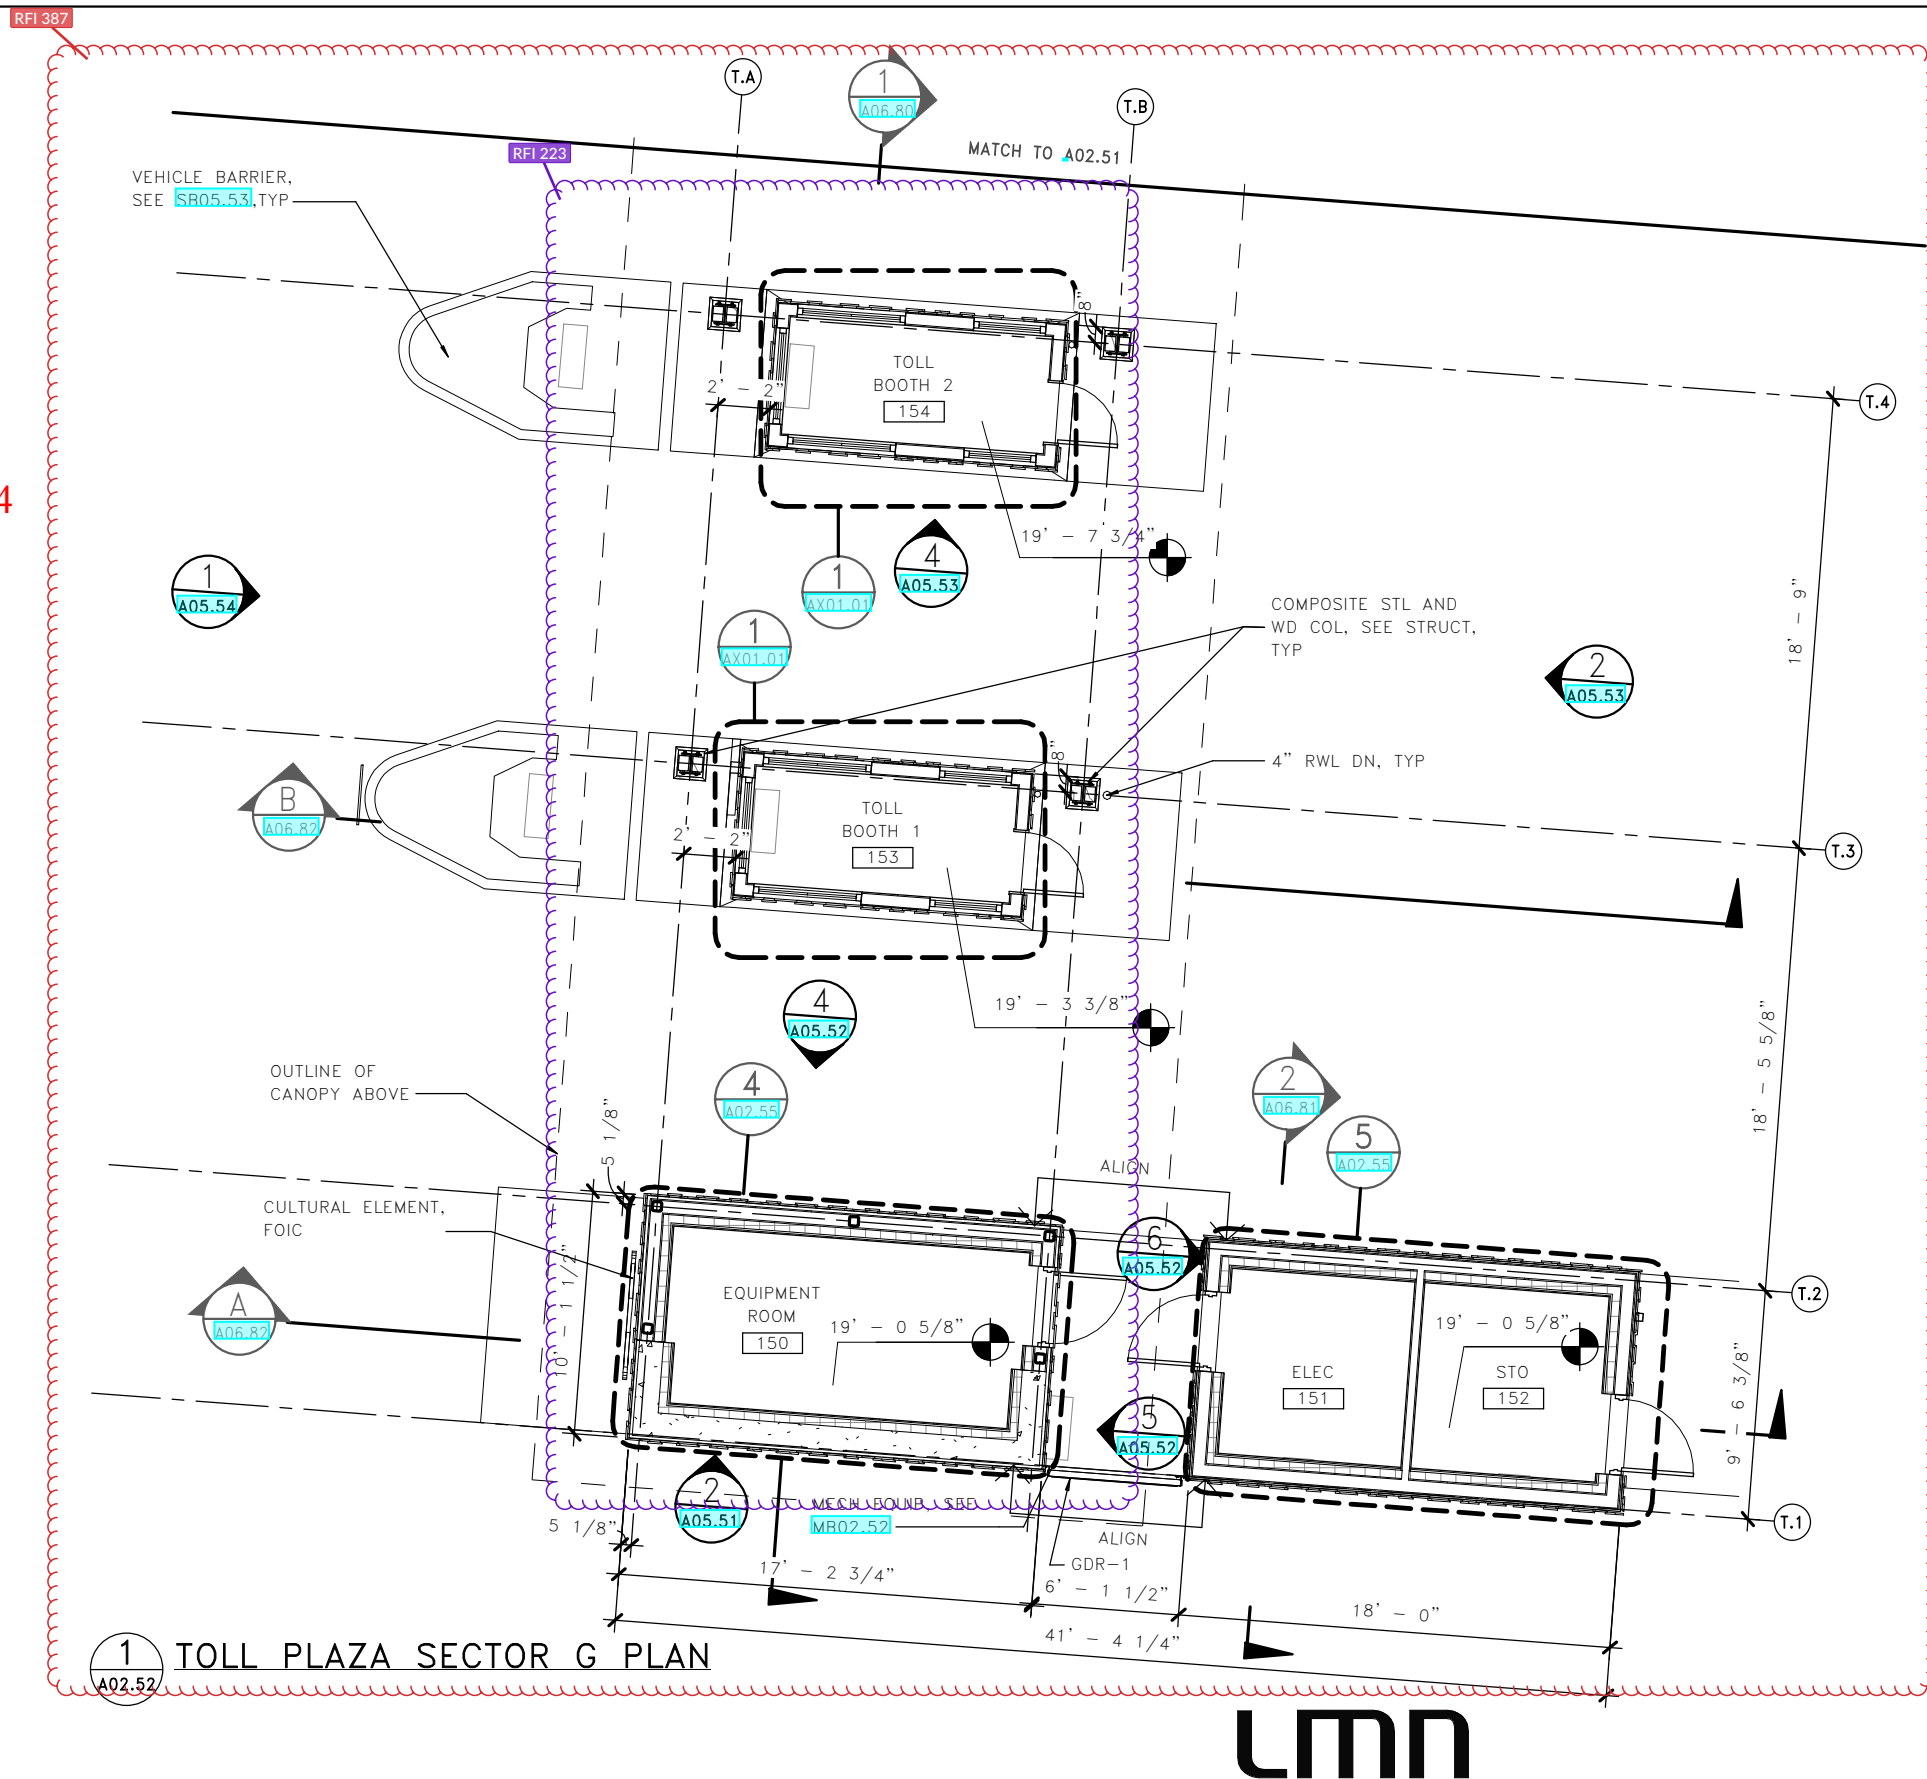 RFI 387
T.A
1
A06.80
T.B
RFI 223
MATCH TO A02.51
VEHICLE BARRIER,
SEE SB05.53,TYP
8"
TOLL
BOOTH 2
154
2' - 2"
T.4
4
19' - 7 3/4"
4
A05.53
1
A05.54
1
AX01.01
18' - 9"
COMPOSITE STL AND
WD COL, SEE STRUCT,
TYP
1
AX01.01
2
A05.53
8"
4" RWL DN, TYP
B
A06.82
TOLL
BOOTH 1
153
2' - 2"
T.3
19' - 3 3/8"
4
A05.52
18' - 5 5/8"
OUTLINE OF
CANOPY ABOVE
4
A02.55
2
A06.81
5 1/8"
5
A02.55
ALIGN
CULTURAL ELEMENT,
FOIC
6
A05.52
10' - 1 1/2"
EQUIPMENT
ROOM
150
19' - 0 5/8"
T.2
A
A06.82
19' - 0 5/8"
ELEC
151
STO
152
9' - 6 3/8"
5
A05.52
2
A05.51
MECH EQUIP, SEE
MB02.52
5 1/8"
T.1
ALIGN
GDR-1
17' - 2 3/4"
6' - 1 1/2"
18' - 0"
41' - 4 1/4"
1
A02.52
TOLL PLAZA SECTOR G PLAN
LMN